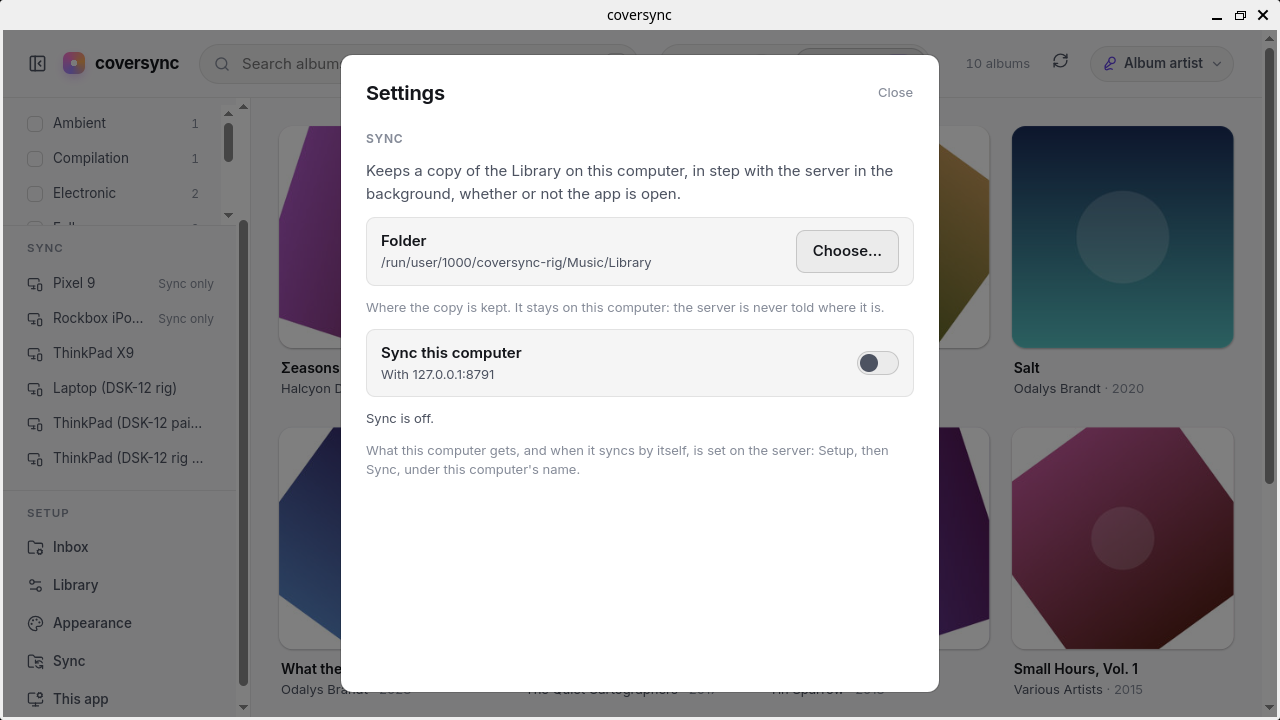 coversync
coversync
Search album
10 albums
Album artist
Ambient 1
Compilation 1
Electronic 2
SYNC
Pixel 9 Sync only
Rockbox iPo... Sync only
ThinkPad X9
Laptop (DSK-12 rig)
ThinkPad (DSK-12 pai...
ThinkPad (DSK-12 rig ...
SETUP
Inbox
Library
Appearance
Sync
This app
Settings
Close
SYNC
Keeps a copy of the Library on this computer, in step with the server in the
background, whether or not the app is open.
Folder
/run/user/1000/coversync-rig/Music/Library
Choose...
Where the copy is kept. It stays on this computer: the server is never told where it is.
Sync this computer
With 127.0.0.1:8791
Sync is off.
What this computer gets, and when it syncs by itself, is set on the server: Setup, then
Sync, under this computer's name.
Σeasons
Halcyon D
Salt
Odalys Brandt · 2020
What the
Odalys Brandt
Small Hours, Vol. 1
Various Artists · 2015